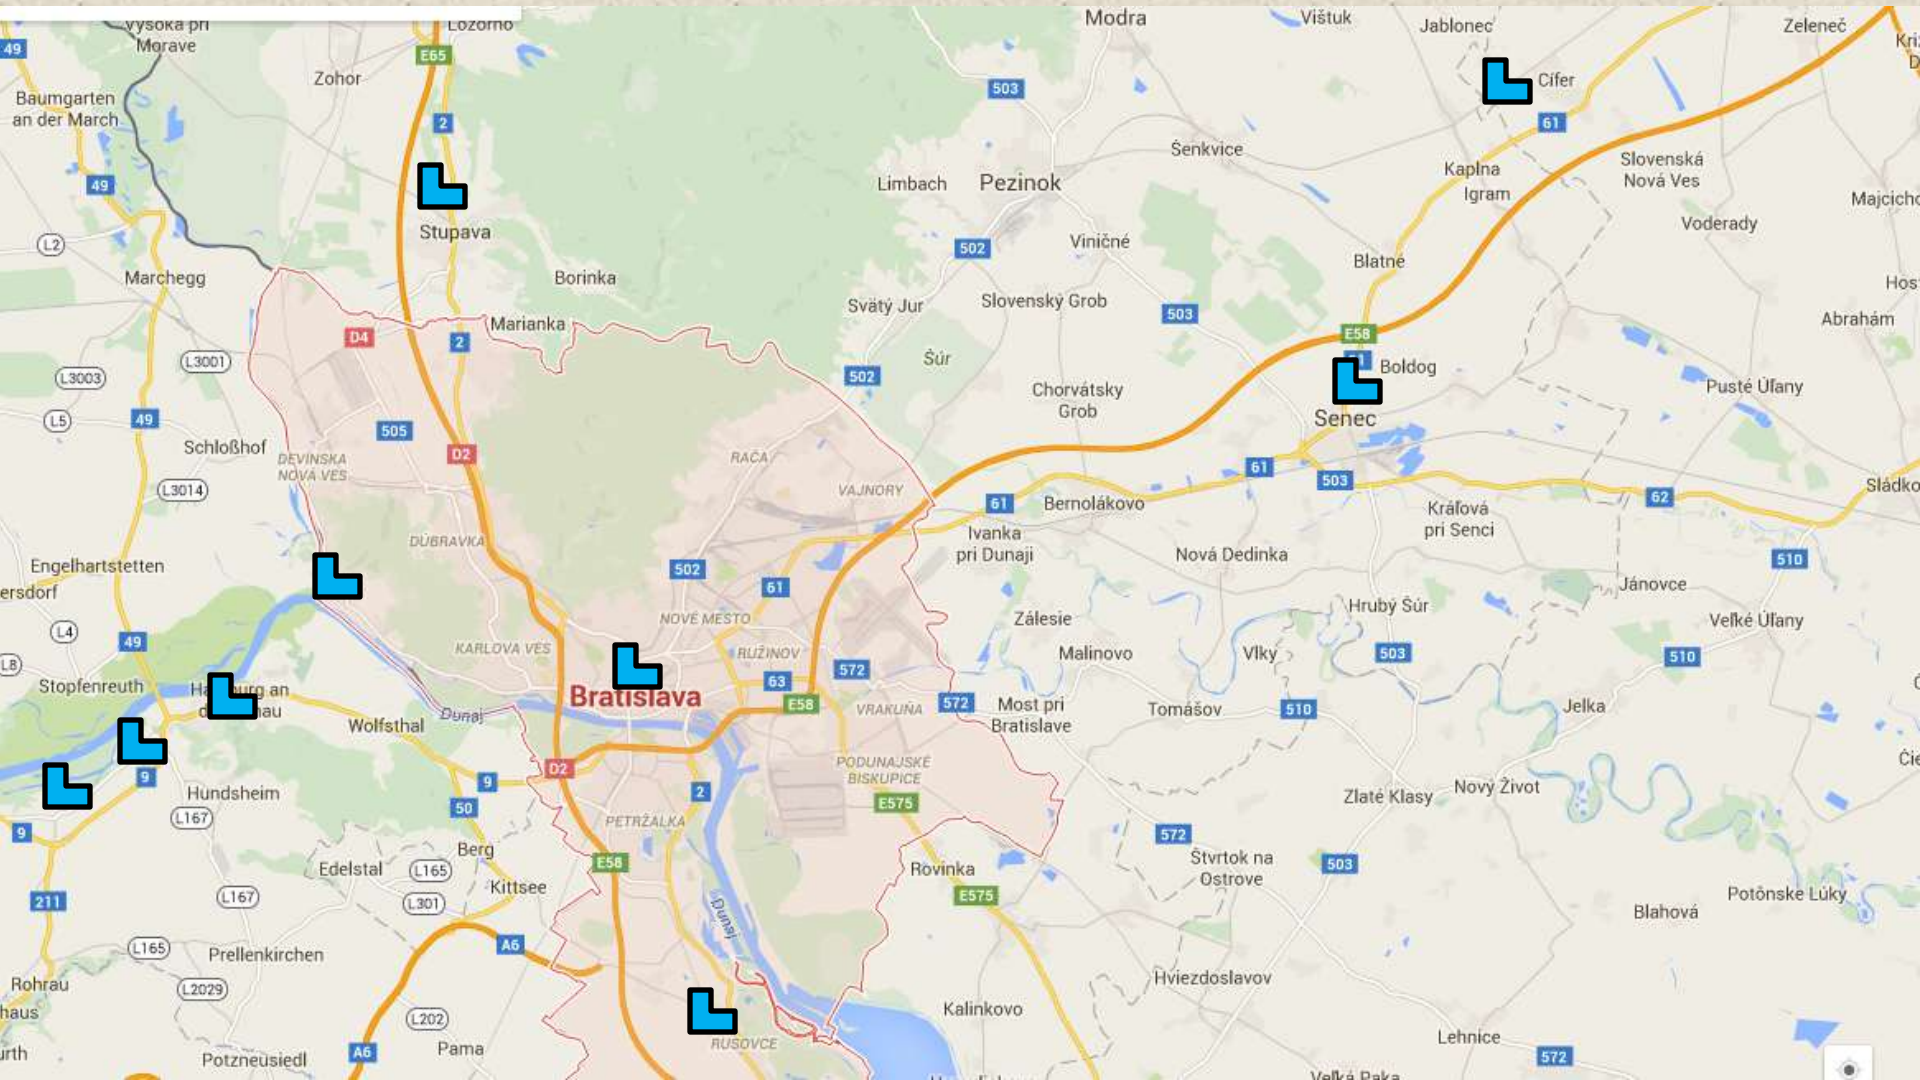 Vysoká pri
Morave
Lozorno
Modra
Vištuk
Jablonec
Zeleneč
49
E65
Zohor
503
Cífer
Baumgarten
an der March
2
61
Šenkvice
Slovenská
Nová Ves
Kaplna
Igram
49
Limbach
Pezinok
Majcicho
Stupava
Voderady
L2
502
Viničné
Blatné
Marchegg
Borinka
Svätý Jur
Slovenský Grob
503
Abrahám
Marianka
D4
2
E58
L3001
Šúr
Boldog
L3003
502
Chorvátsky
Grob
Pusté Úľany
L5
49
505
Senec
Schloßhof
DEVÍNSKA
NOVÁ VES
D2
RAČA
61
503
L3014
VAJNORY
61
Bernolákovo
62
Sládko
Kráľová
pri Senci
DÚBRAVKA
Ivanka
pri Dunaji
Nová Dedinka
510
Engelhartstetten
ersdorf
502
61
Jánovce
Hrubý Šúr
L4
49
NOVÉ MESTO
Zálesie
Veľké Úľany
L8
KARLOVA VES
RUŽINOV
572
Malinovo
Vlky
503
510
Stopfenreuth
63
Bratislava
E58
VRAKUŇA
572
Most pri
Bratislave
Tomášov
510
Jelka
Wolfsthal
Dunaj
D2
9
9
PODUNAJSKÉ
BISKUPICE
Hundsheim
50
2
E575
Zlaté Klasy
Nový Život
L167
9
PETRŽALKA
572
Berg
Edelstal
L165
E58
Rovinka
Štvrtok na
Ostrove
503
Kittsee
L167
L301
E575
Potônske Lúky
211
Dunaj
Blahová
L165
A6
Prellenkirchen
Hviezdoslavov
Rohrau
L2029
Kalinkovo
haus
L202
Lehnice
RUSOVCE
A6
Pama
Potzneusiedl
572